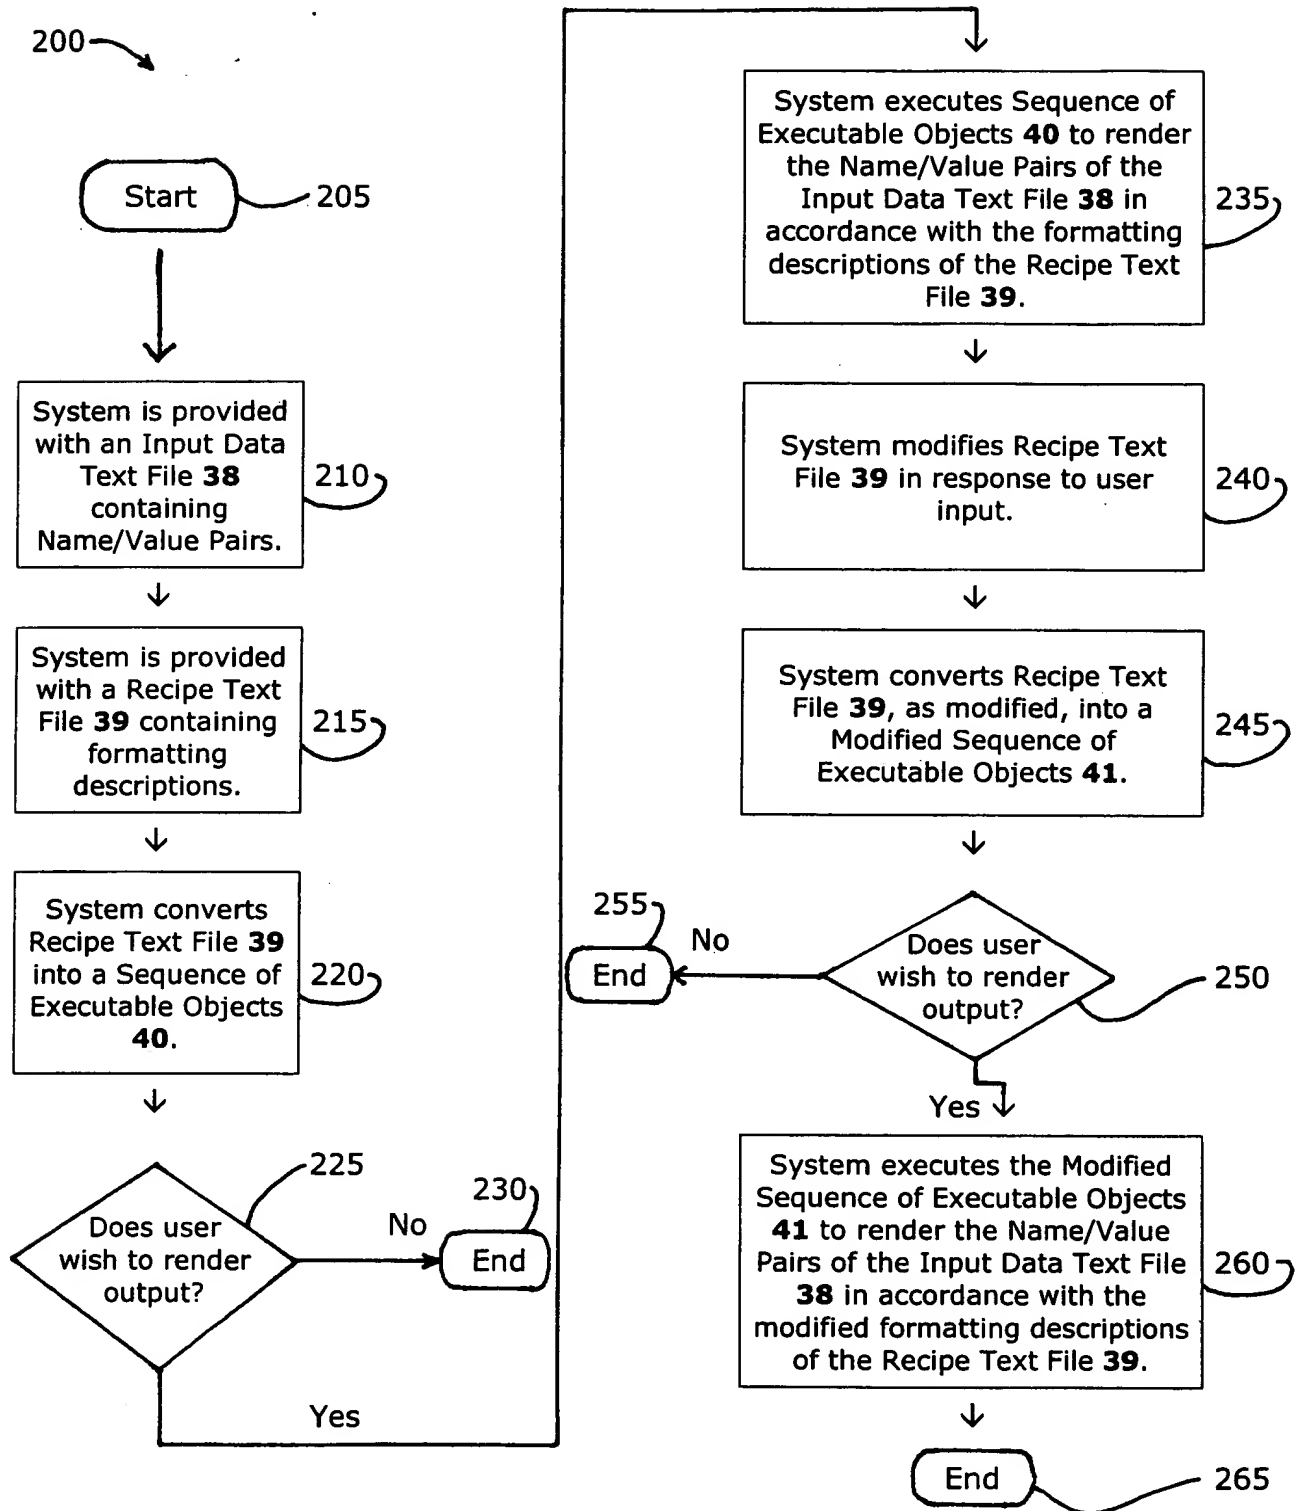 200
Start
205
System is provided
with an Input Data
Text File 38
containing
Name/Value Pairs.
210
System is provided
with a Recipe Text
File 39 containing
formatting
descriptions.
215
System converts
Recipe Text File 39
into a Sequence of
Executable Objects
40.
220
225
Does user
wish to render
output?
No
230
End
Yes
System executes Sequence of
Executable Objects 40 to render
the Name/Value Pairs of the
Input Data Text File 38 in
accordance with the formatting
descriptions of the Recipe Text
File 39.
235
System modifies Recipe Text
File 39 in response to user
input.
240
System converts Recipe Text
File 39, as modified, into a
Modified Sequence of
Executable Objects 41.
245
255
End
No
Does user
wish to render
output?
250
Yes
System executes the Modified
Sequence of Executable Objects
41 to render the Name/Value
Pairs of the Input Data Text File
38 in accordance with the
modified formatting descriptions
of the Recipe Text File 39.
260
End
265